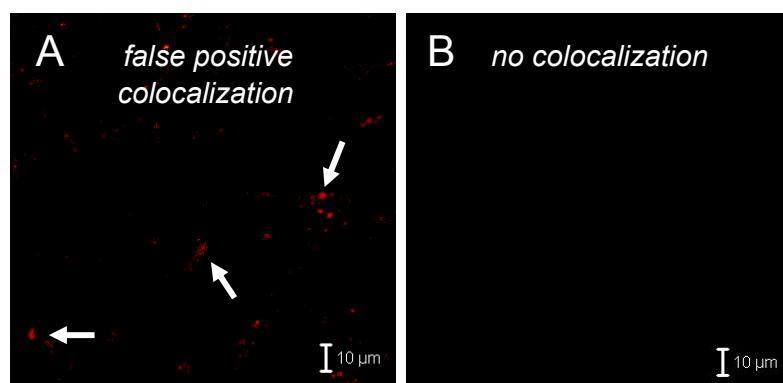 A
false positive
colocalization
10 µm
B
no colocalization
10 µm